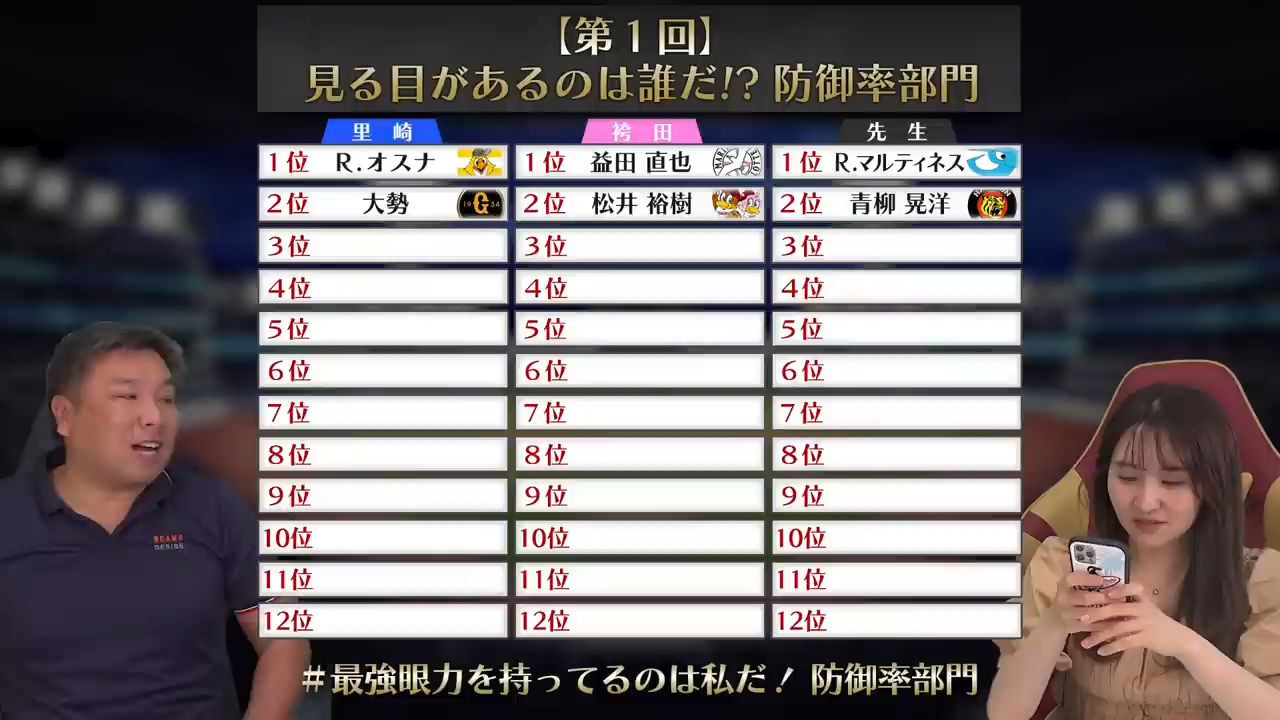 【第1回】
見る目があるのは誰だ!? 防御率部門
里崎 袴田 先生
1位 R.オスナ 1位 益田 直也 1位 R.マルティネス
2位 大勢 19 G 34 2位 松井 裕樹 2位 青柳 晃洋
3位 3位 3位
4位 4位 4位
5位 5位 5位
6位 6位 6位
7位 7位 7位
8位 8位 8位
9位 9位 9位
10位 10位 10位
11位 11位 11位
12位 12位 12位
BEAMS
DESIGN
#最強眼力を持ってるのは私だ! 防御率部門